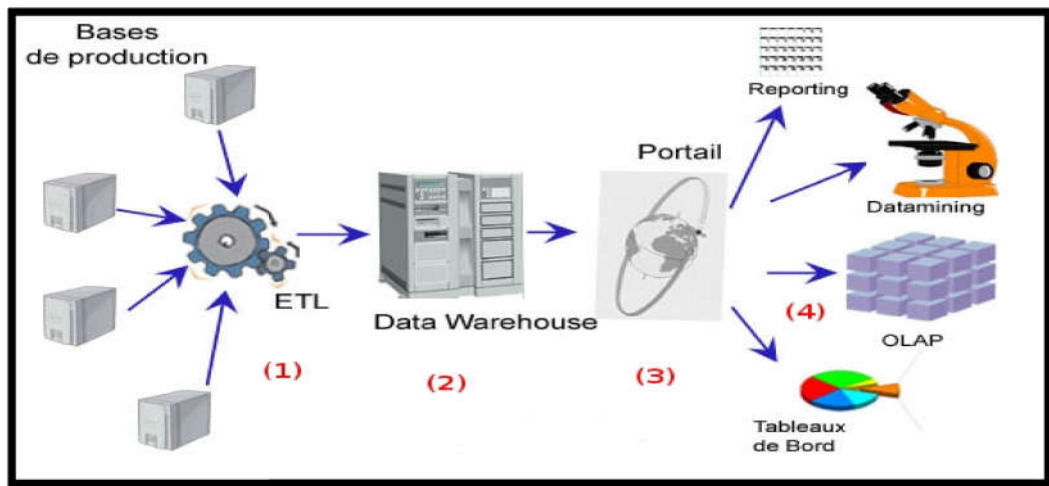 Bases
de production
Reporting
Portail
Datamining
ETL
Data Warehouse
OLAP
(1)
(2)
(3)
(4)
Tableaux
de Bord